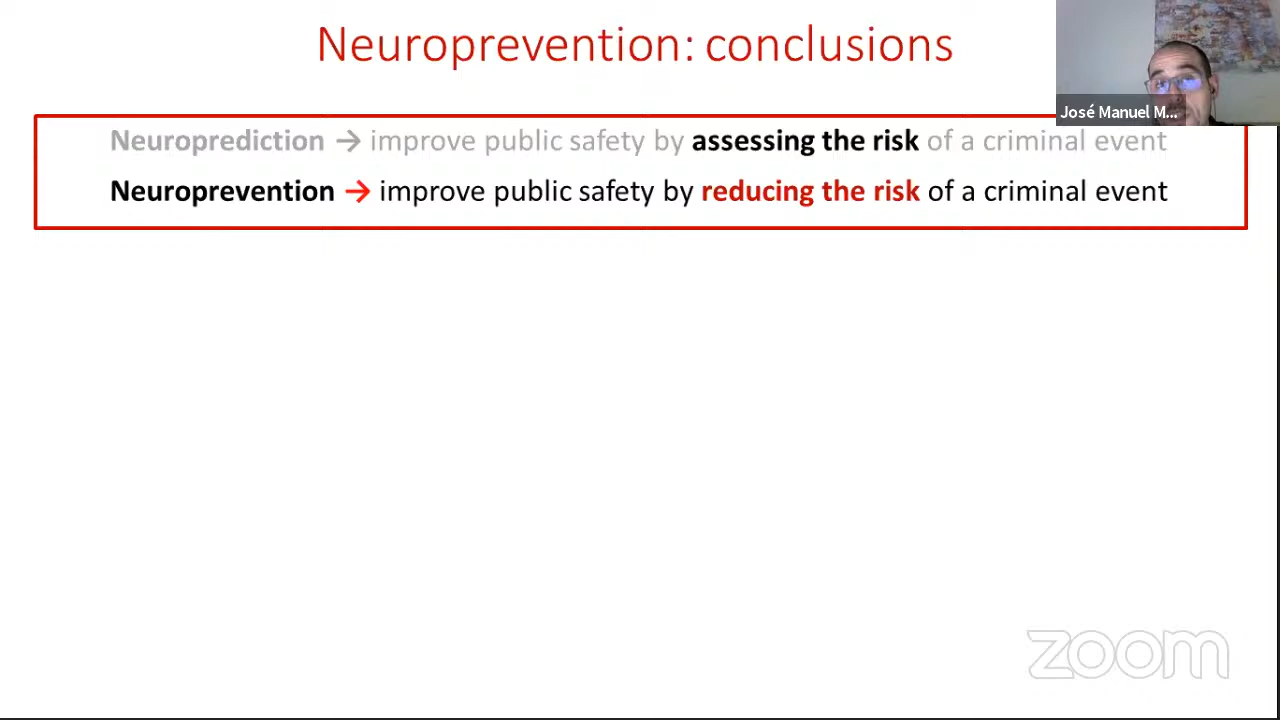 Neuroprevention: conclusions
José Manuel M...
Neuroprediction → improve public safety by assessing the risk of a criminal event
Neuroprevention → improve public safety by reducing the risk of a criminal event
zoom